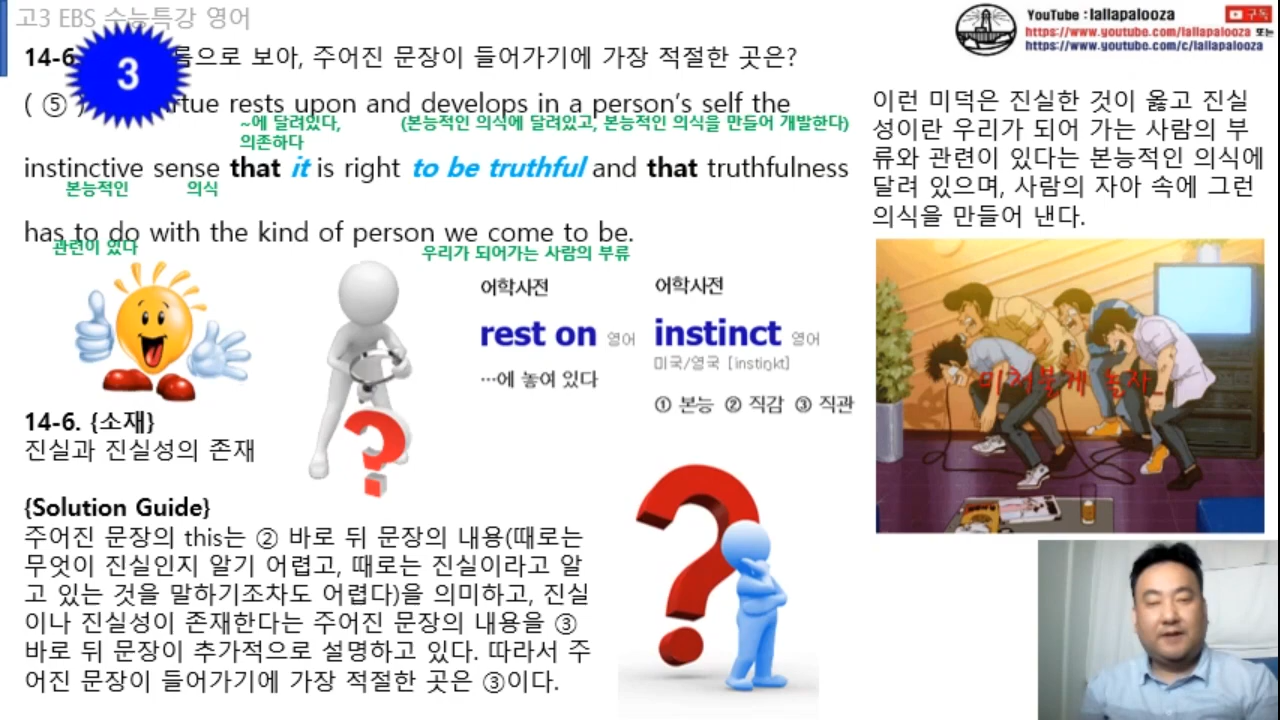 고3 EBS 수능특강 영어
YouTube : lallapalooza
구독
https://www.youtube.com/lallapalooza 또는
https://www.youtube.com/c/lallapalooza
14-6
3
름으로 보아, 주어진 문장이 들어가기에 가장 적절한 곳은?
( ⑤ ) rtue rests upon and develops in a person's self the
~에 달려있다, (본능적인 의식에 달려있고, 본능적인 의식을 만들어 개발한다)
의존하다
instinctive sense that it is right to be truthful and that truthfulness
본능적인 의식
has to do with the kind of person we come to be.
관련이 있다 우리가 되어가는 사람의 부류
이런 미덕은 진실한 것이 옳고 진실
성이란 우리가 되어 가는 사람의 부
류와 관련이 있다는 본능적인 의식에
달려 있으며, 사람의 자아 속에 그런
의식을 만들어 낸다.
어학사전
rest on 영어
…에 놓여 있다
어학사전
instinct 영어
미국/영국 [ínstiŋkt]
① 본능 ② 직감 ③ 직관
14-6. {소재}
진실과 진실성의 존재
{Solution Guide}
주어진 문장의 this는 ② 바로 뒤 문장의 내용(때로는
무엇이 진실인지 알기 어렵고, 때로는 진실이라고 알
고 있는 것을 말하기조차도 어렵다)을 의미하고, 진실
이나 진실성이 존재한다는 주어진 문장의 내용을 ③
바로 뒤 문장이 추가적으로 설명하고 있다. 따라서 주
어진 문장이 들어가기에 가장 적절한 곳은 ③이다.